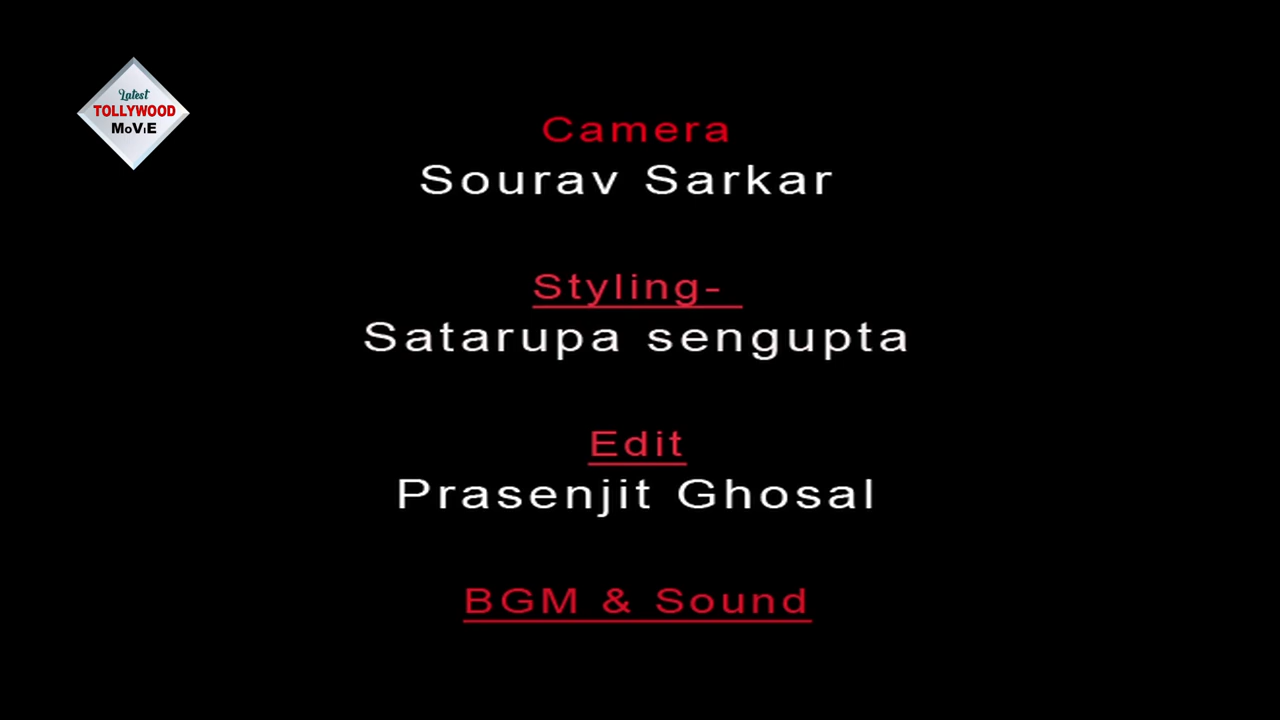 Latest
TOLLYWOOD
MoViE
Camera
Sourav Sarkar
Styling-
Satarupa sengupta
Edit
Prasenjit Ghosal
BGM & Sound